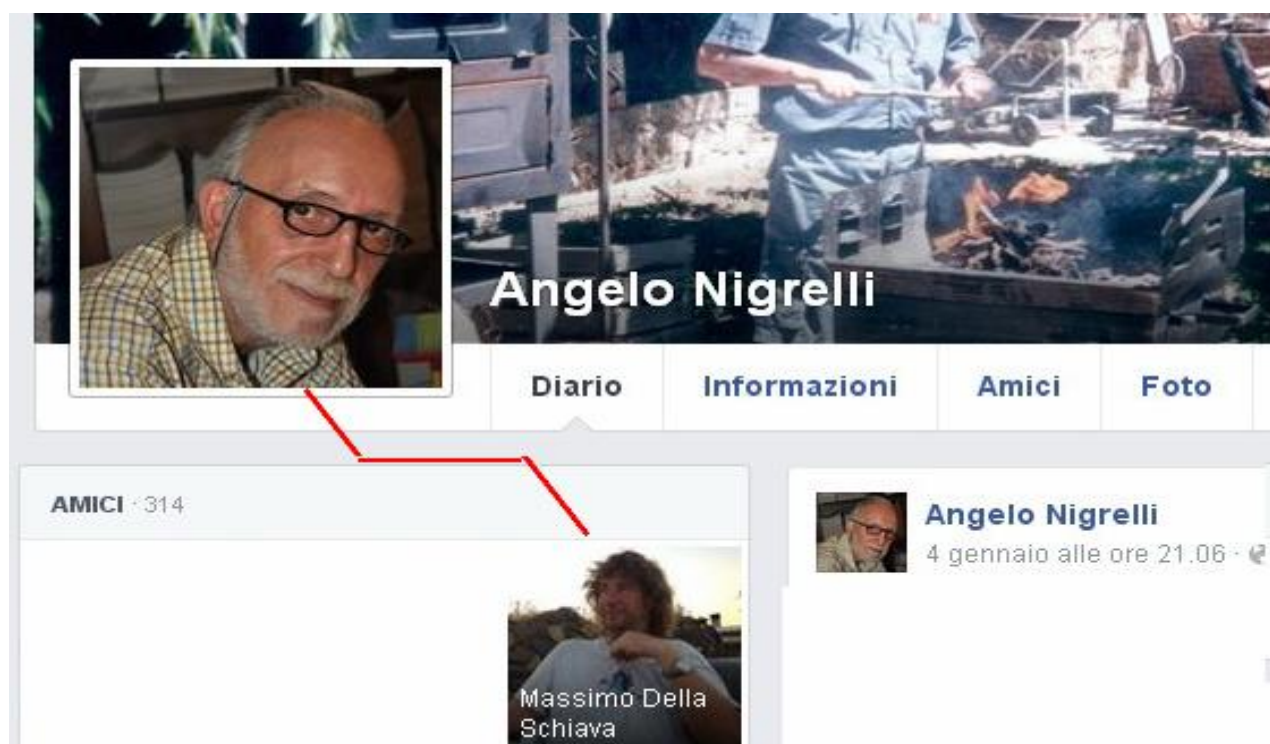 Angelo Nigrelli
Diario
Informazioni
Amici
Foto
AMICI · 314
Massimo Della
Schiava
Angelo Nigrelli
4 gennaio alle ore 21.06 ·